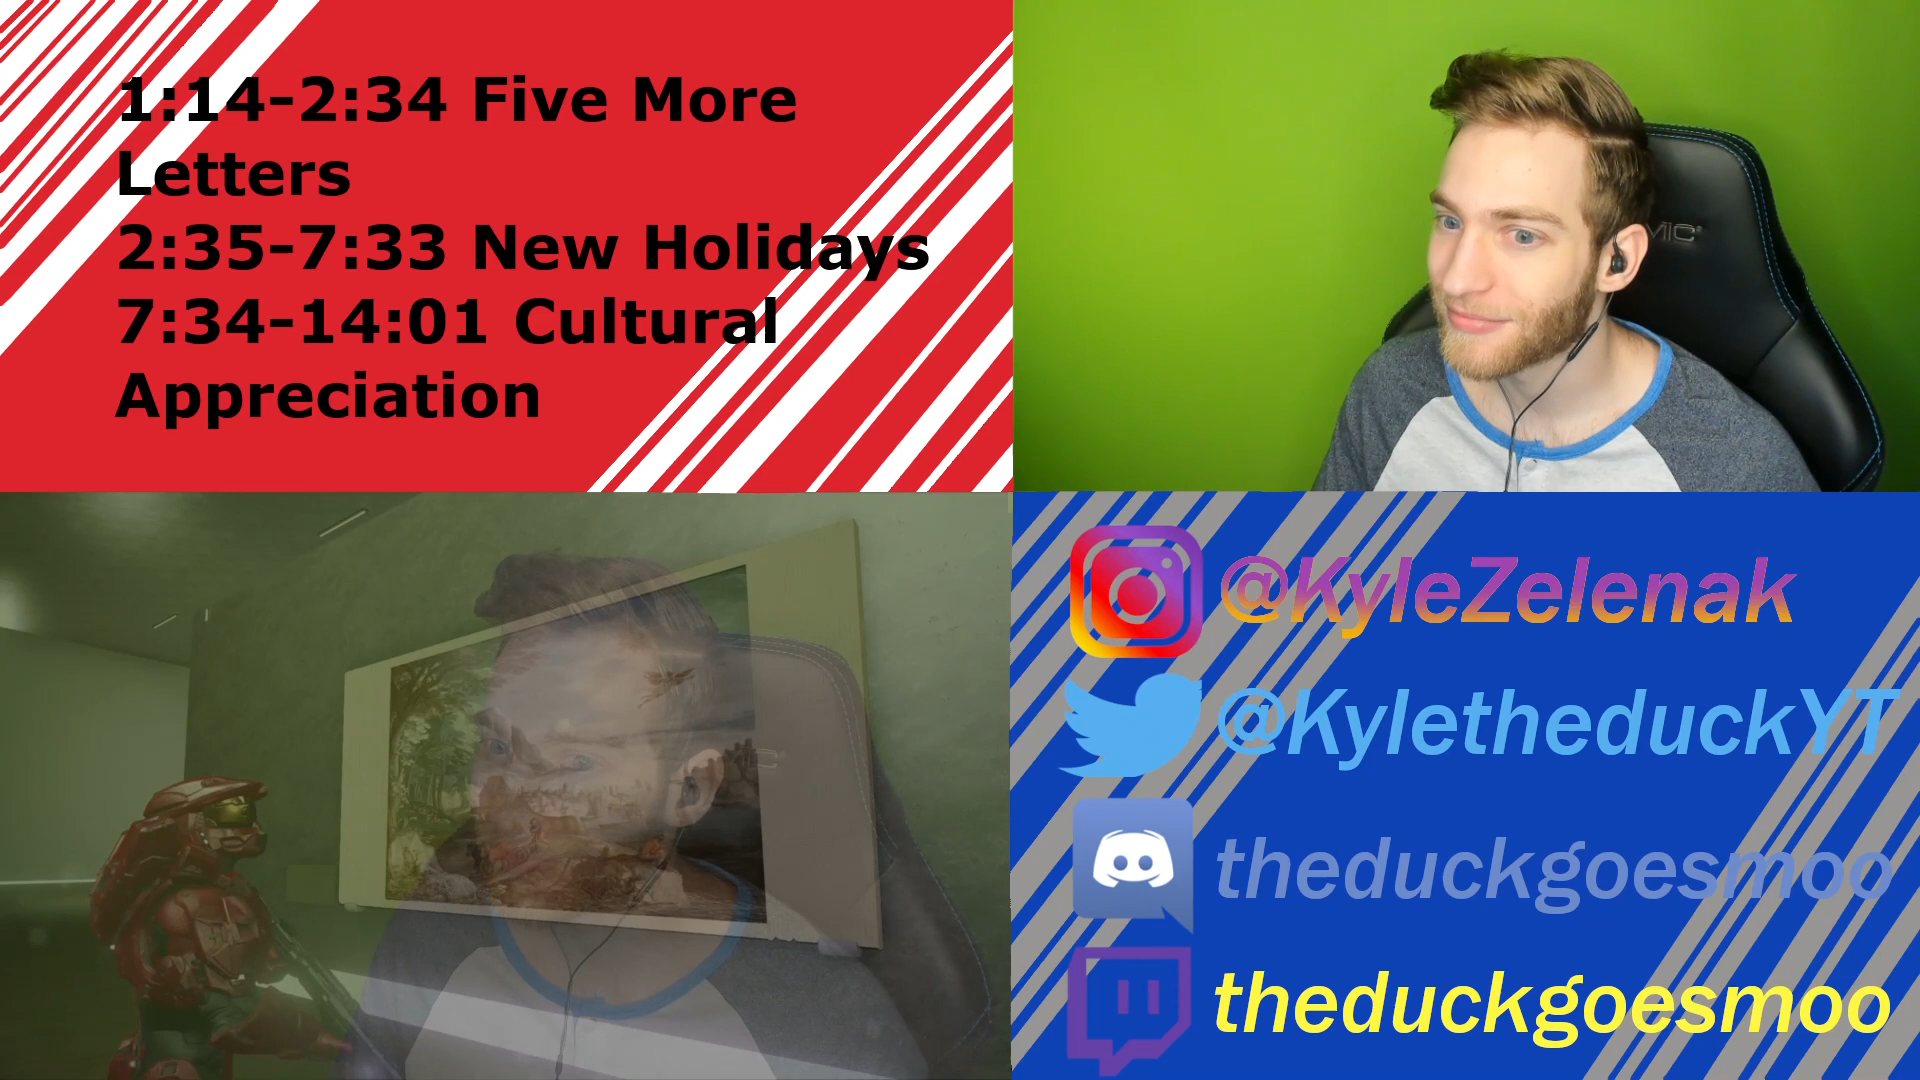 1:14-2:34 Five More
Letters
2:35-7:33 New Holidays
7:34-14:01 Cultural
Appreciation
@KyleZelenak
@KyletheduckYT
theduckgoesmoo
theduckgoesmoo